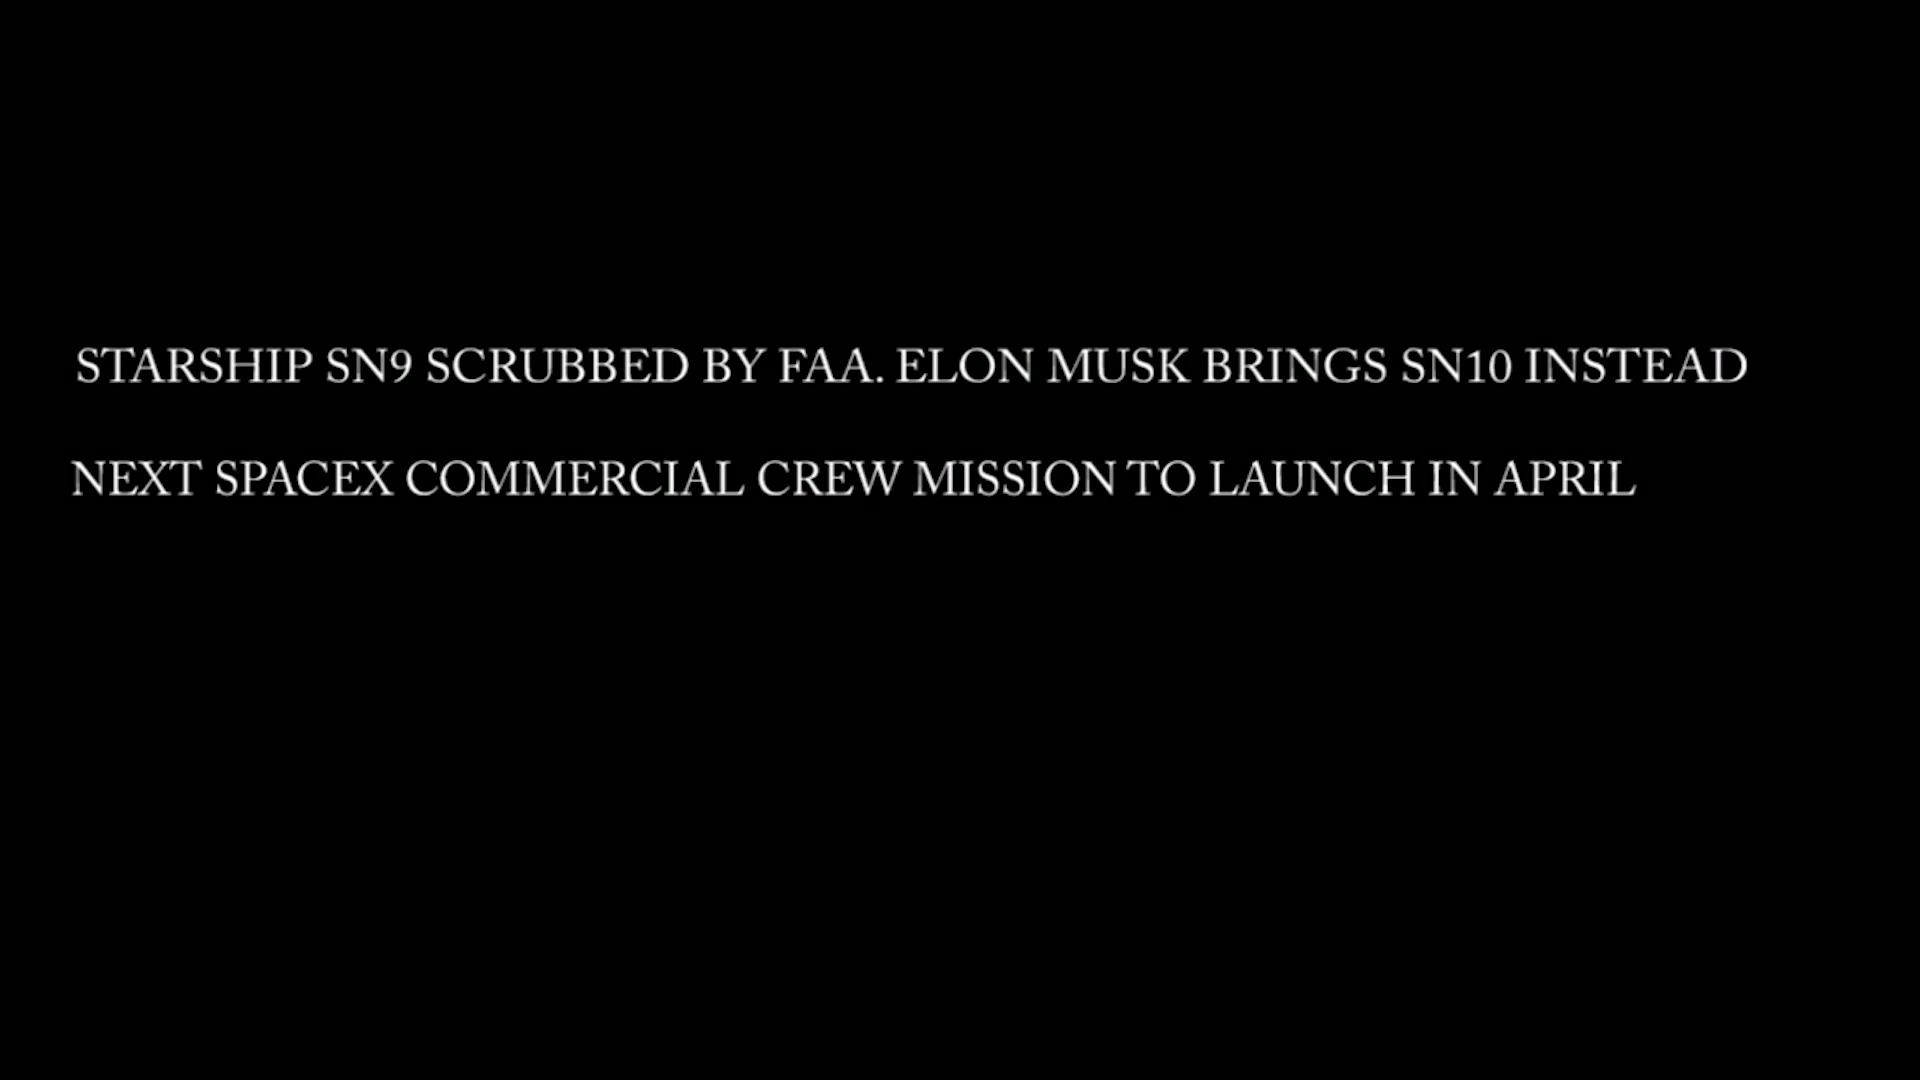 STARSHIP SN9 SCRUBBED BY FAA. ELON MUSK BRINGS SN10 INSTEAD
NEXT SPACEX COMMERCIAL CREW MISSION TO LAUNCH IN APRIL